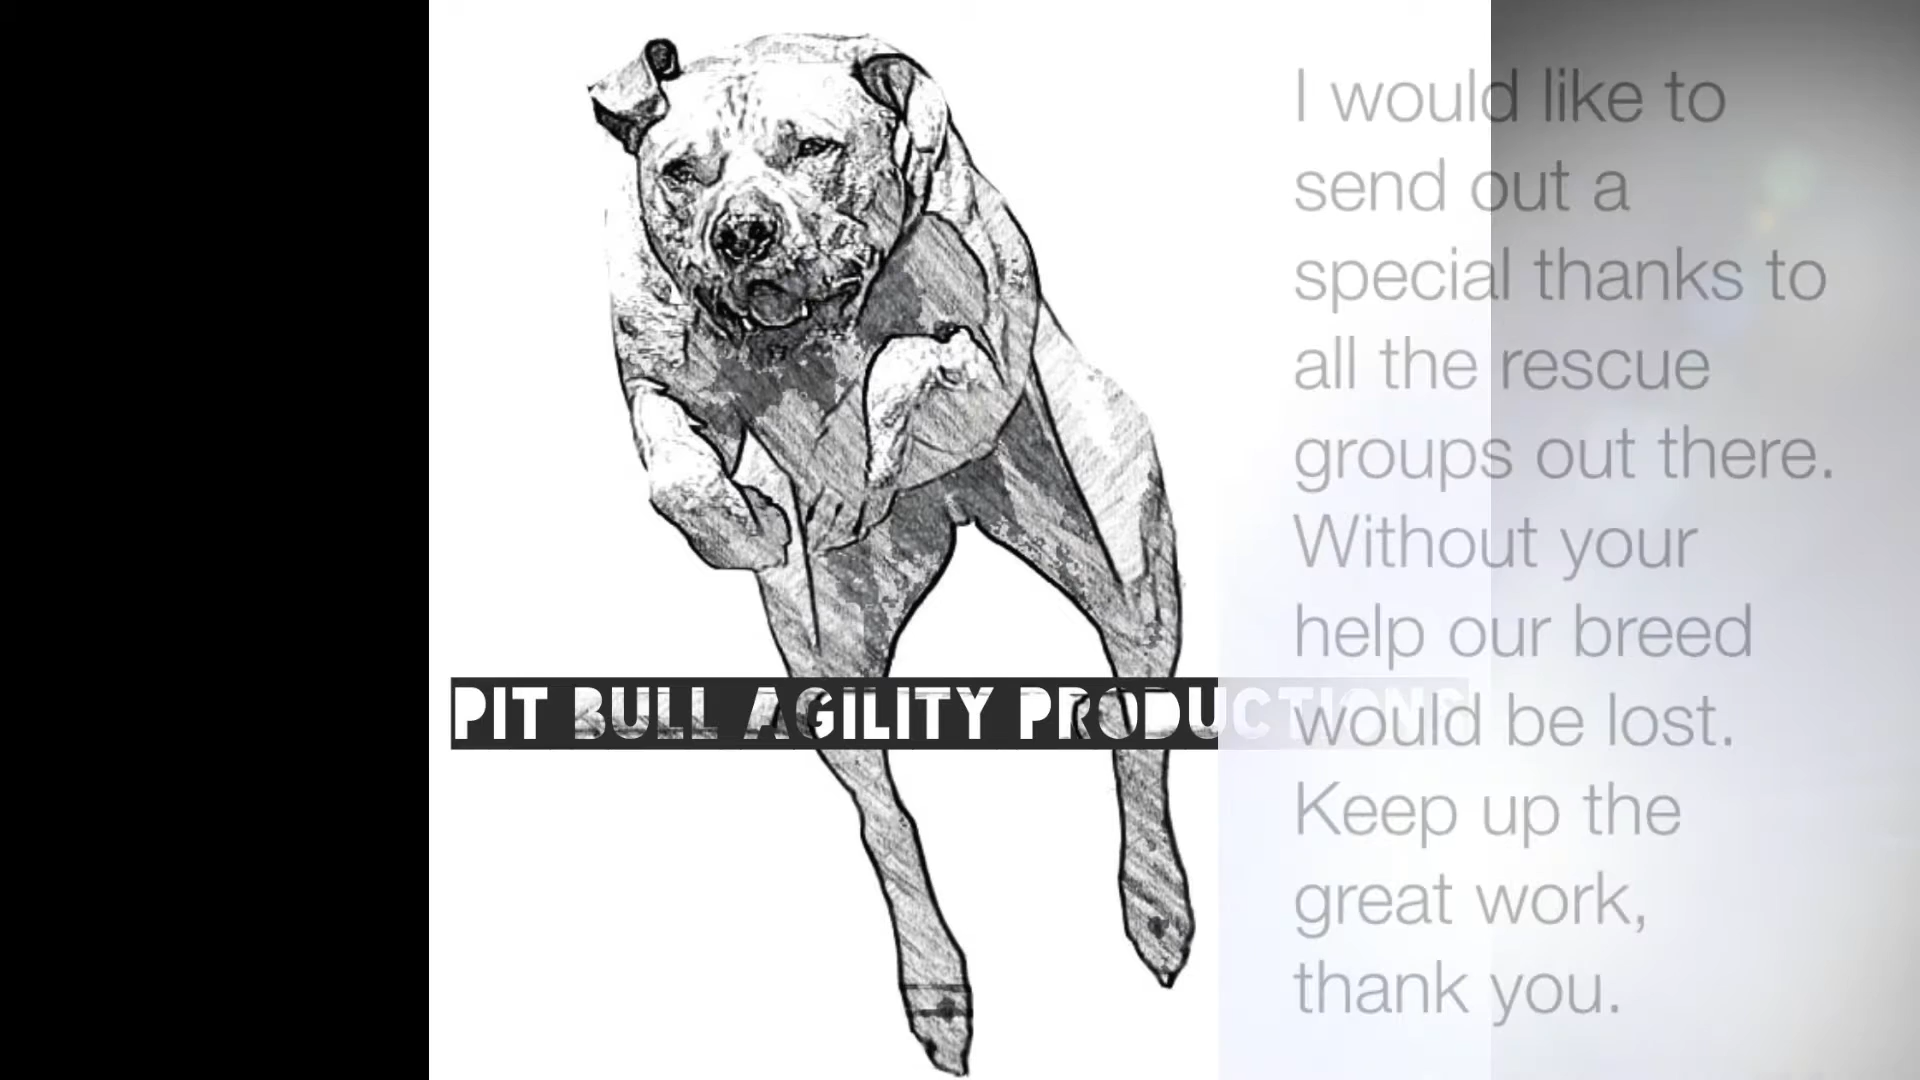 PIT BULL AGILITY PRODUCTIONS
I would like to
send out a
special thanks to
all the rescue
groups out there.
Without your
help our breed
would be lost.
Keep up the
great work,
thank you.